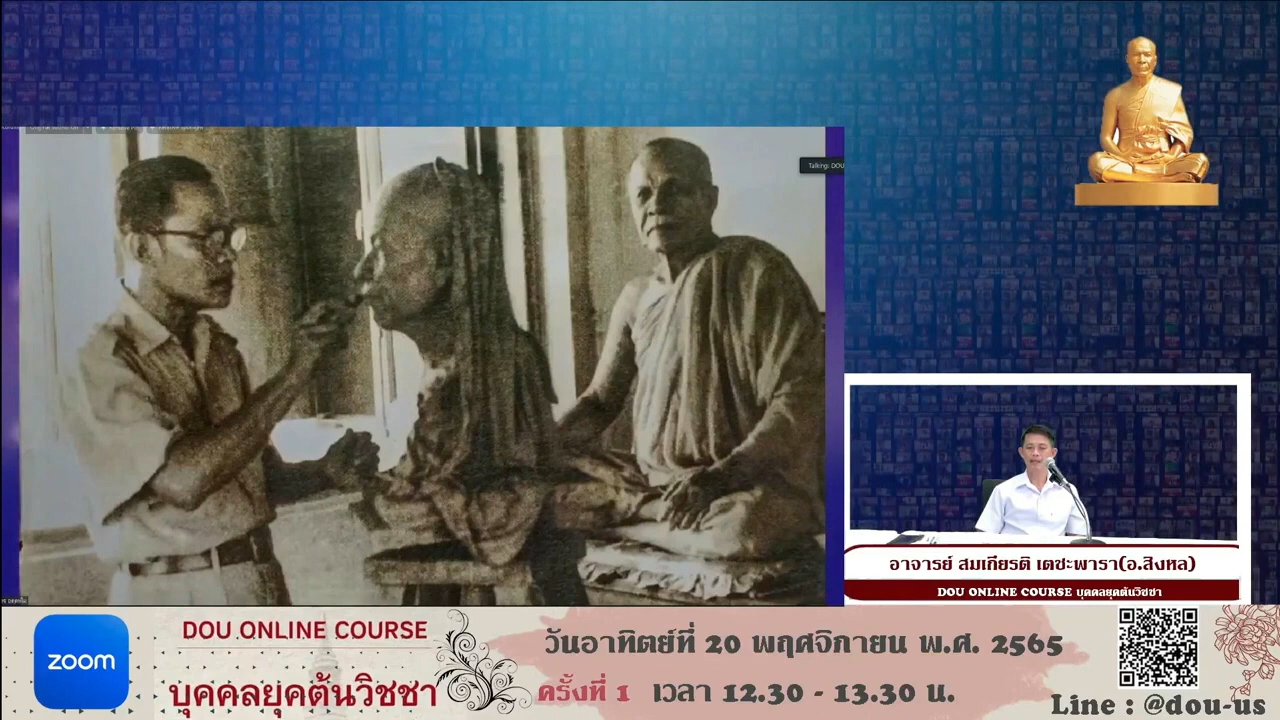 Talking: DOU
อาจารย์ สมเกียรติ เตชะพารา(อ.สิงหล)
DOU ONLINE COURSE บุคคลยุคต้นวิชชา
zoom
DOU ONLINE COURSE
บุคคลยุคต้นวิชชา
วันอาทิตย์ที่ 20 พฤศจิกายน พ.ศ. 2565
ครั้งที่ 1 เวลา 12.30 - 13.30 น.
Line : @dou-us